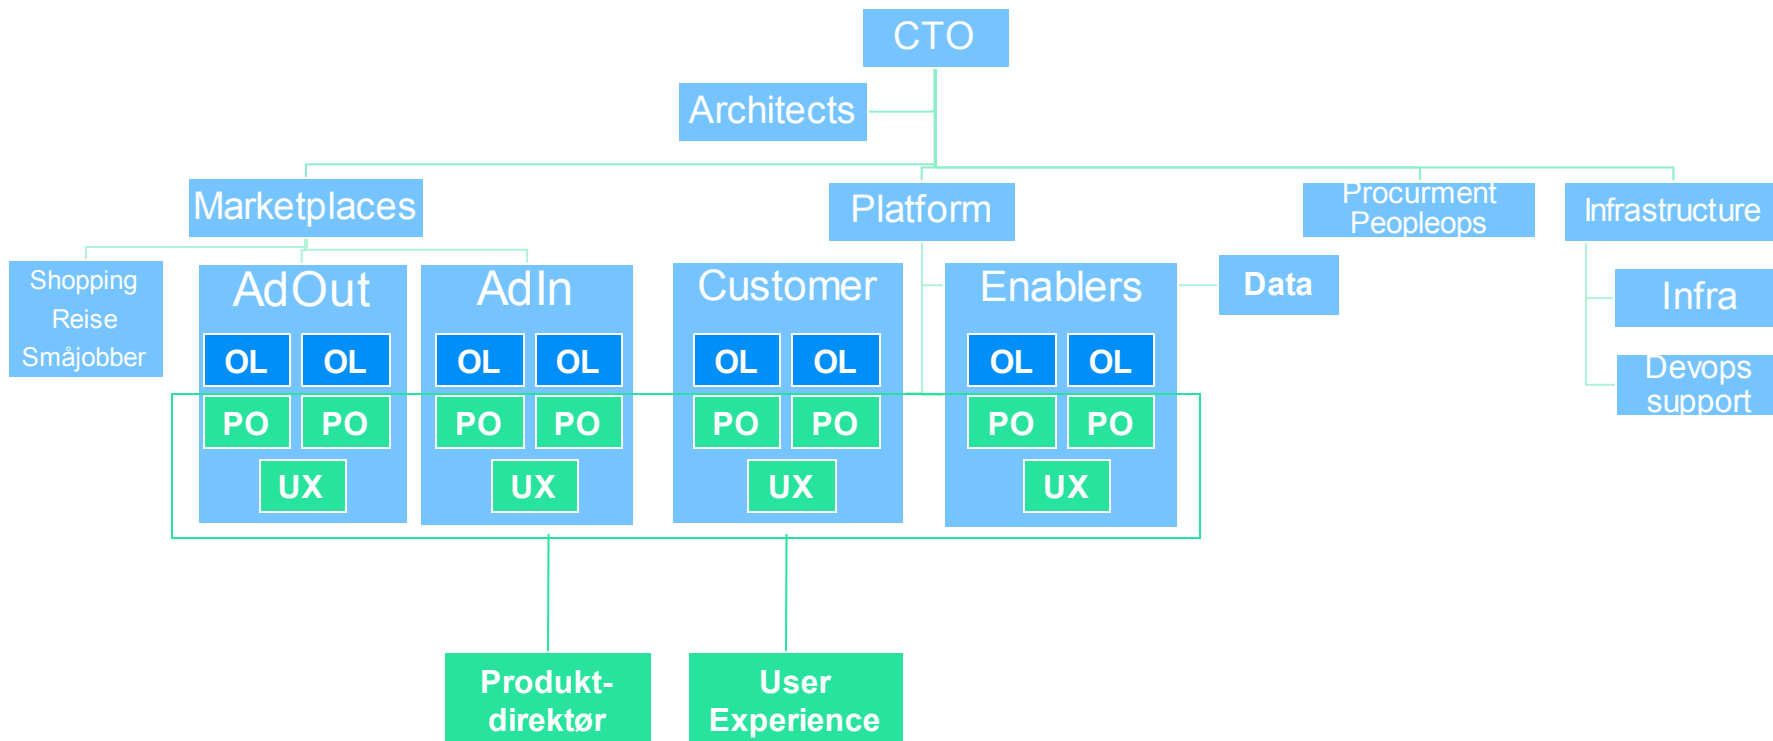 CTO
Architects
Marketplaces
Platform
Procurment
Peopleops
Infrastructure
Shopping
Reise
Småjobber
AdOut
AdIn
Customer
Enablers
Data
Infra
Devops
support
OL OL OL OL OL OL OL OL
PO PO PO PO PO PO PO PO
UX UX UX UX
Produkt-
direktør
User
Experience